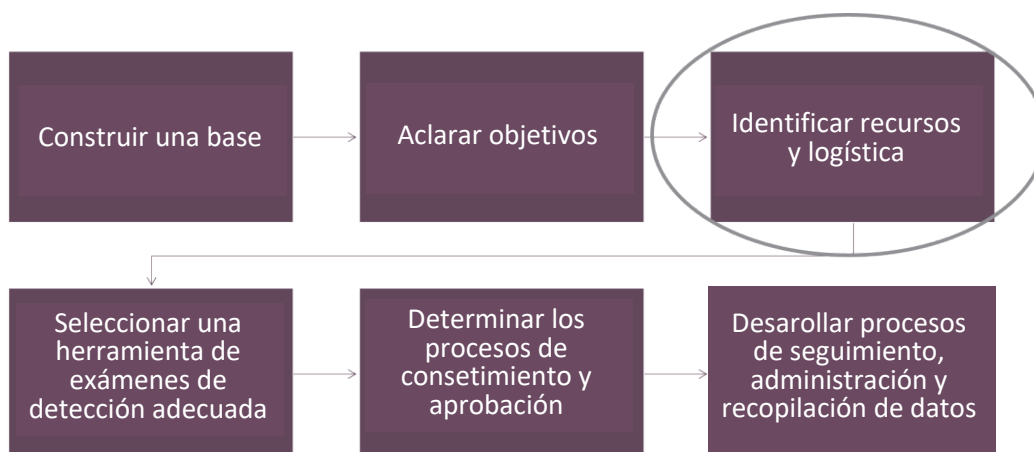 Construir una base
Aclarar objetivos
Identificar recursos
y logística
Seleccionar una
herramienta de
exámenes de
detección adecuada
Determinar los
procesos de
consetimiento y
aprobación
Desarollar procesos
de seguimiento,
administración y
recopilación de datos